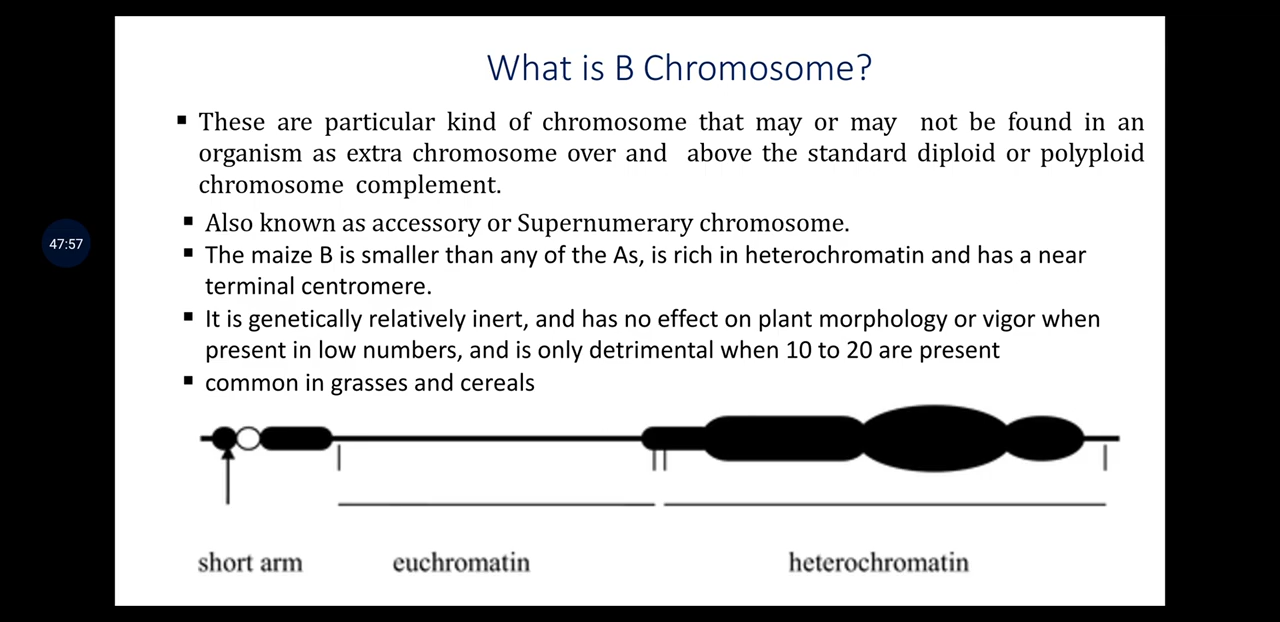 What is B Chromosome?
▪ These are particular kind of chromosome that may or may not be found in an
organism as extra chromosome over and above the standard diploid or polyploid
chromosome complement.
▪ Also known as accessory or Supernumerary chromosome.
▪ The maize B is smaller than any of the As, is rich in heterochromatin and has a near
terminal centromere.
▪ It is genetically relatively inert, and has no effect on plant morphology or vigor when
present in low numbers, and is only detrimental when 10 to 20 are present
▪ common in grasses and cereals
47:57
short arm euchromatin heterochromatin